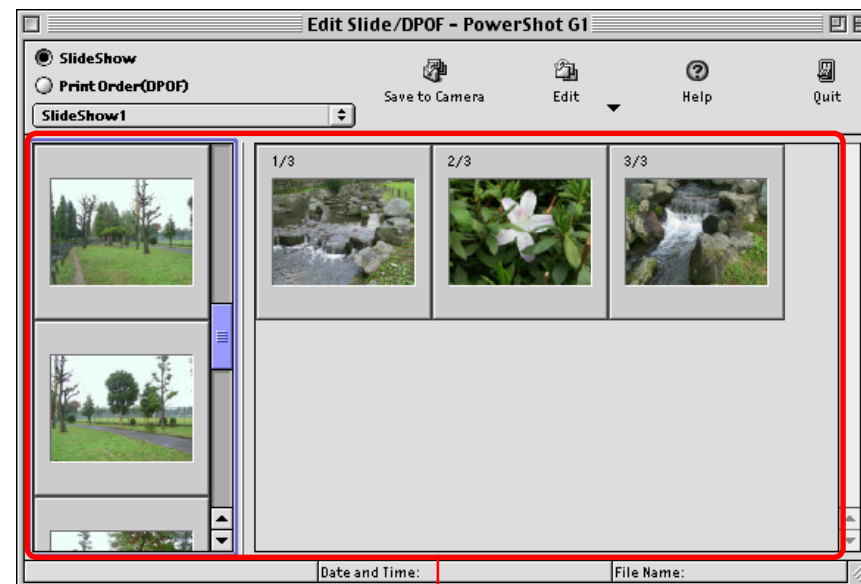 Edit Slide/DPOF - PowerShot G1
SlideShow
Print Order(DPOF)
SlideShow1
Save to Camera
Edit
Help
Quit
1/3
2/3
3/3
Date and Time:
File Name: